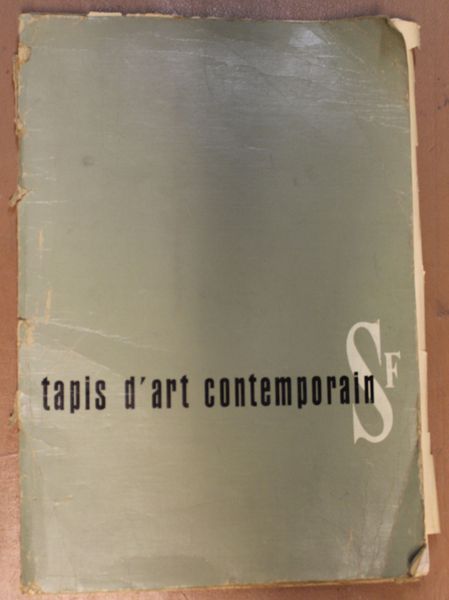 tapis d'art contemporain
SF